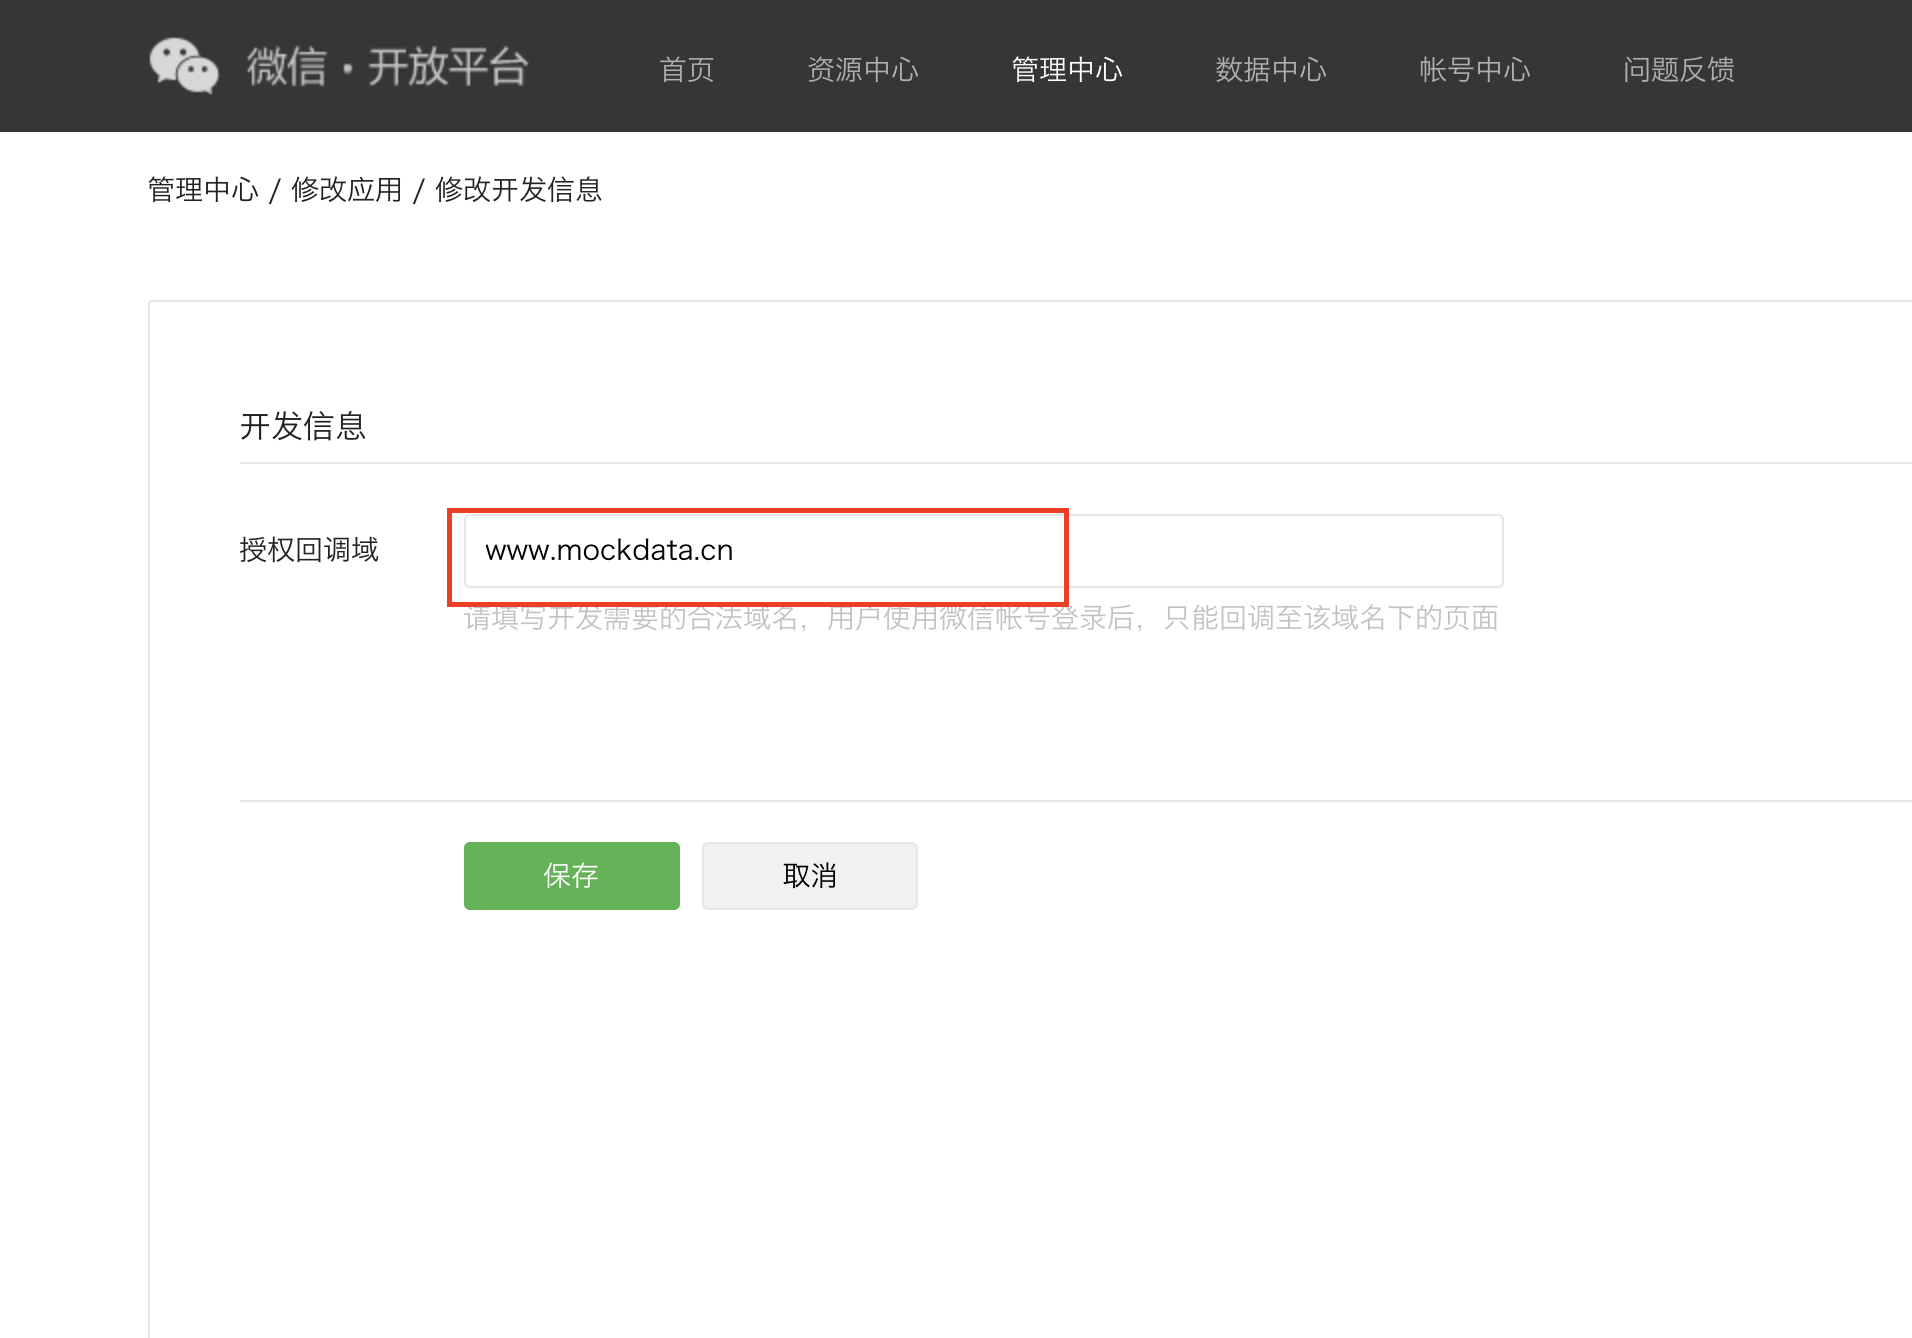 微信·开放平台 首页 资源中心 管理中心 数据中心 帐号中心 问题反馈
管理中心 / 修改应用 / 修改开发信息
开发信息
授权回调域 www.mockdata.cn
请填写开发需要的合法域名，用户使用微信帐号登录后，只能回调至该域名下的页面
保存 取消